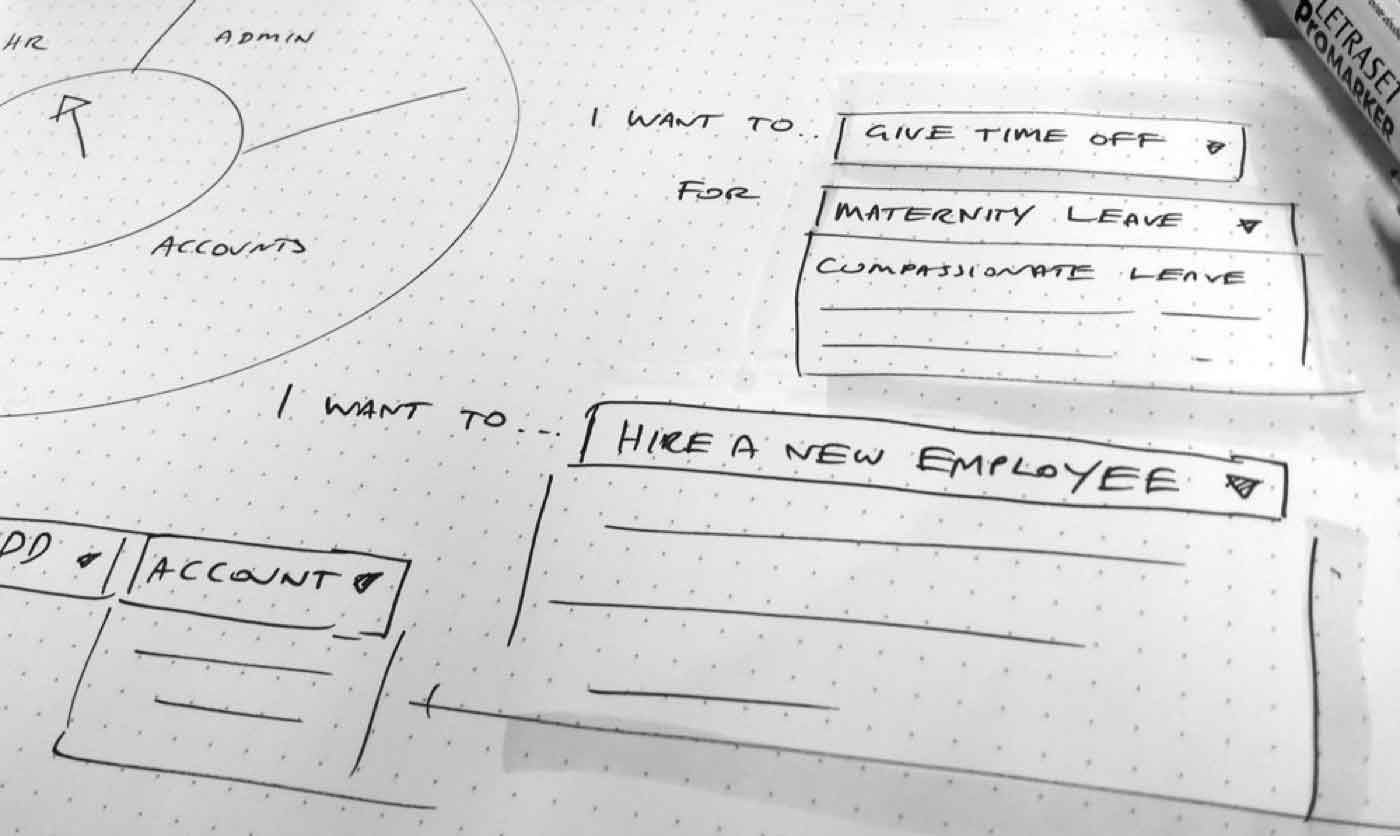 HR
ADMIN
ACCOUNTS
I WANT TO..
GIVE TIME OFF
FOR
MATERNITY LEAVE
COMPASSIONATE LEAVE
I WANT TO...
HIRE A NEW EMPLOYEE
DD
ACCOUNT
LETRASET
PROMARKER